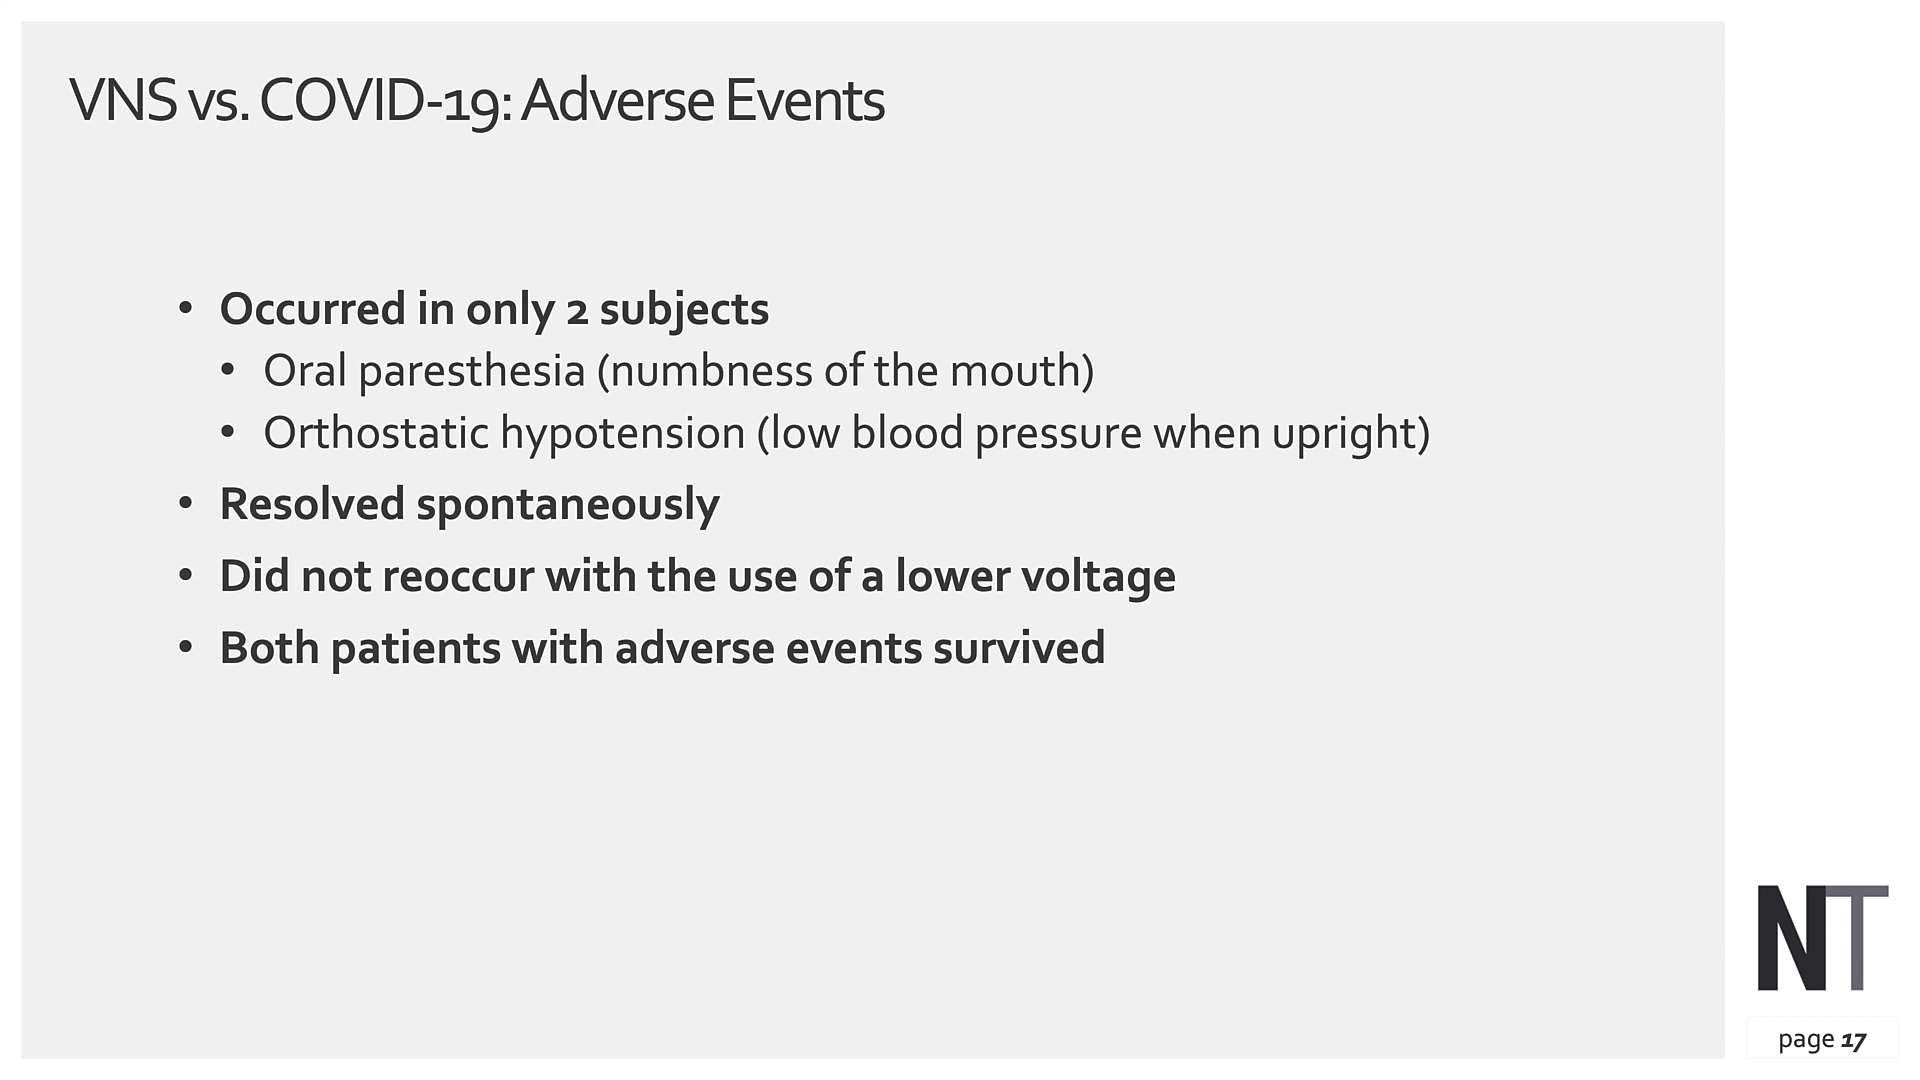 VNS vs. COVID-19: Adverse Events
• Occurred in only 2 subjects
• Oral paresthesia (numbness of the mouth)
• Orthostatic hypotension (low blood pressure when upright)
• Resolved spontaneously
• Did not reoccur with the use of a lower voltage
• Both patients with adverse events survived
NT
page 17